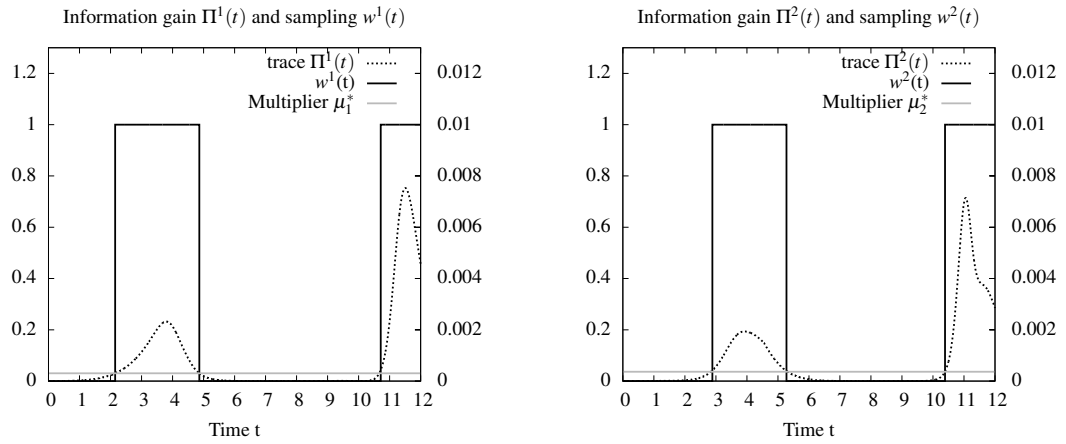 Information gain Π¹(t) and sampling w¹(t)
trace Π¹(t)
w¹(t)
Multiplier μ₁*
1.2
1
0.8
0.6
0.4
0.2
0
0.012
0.01
0.008
0.006
0.004
0.002
0
0 1 2 3 4 5 6 7 8 9 10 11 12
Time t
Information gain Π²(t) and sampling w²(t)
trace Π²(t)
w²(t)
Multiplier μ₂*
1.2
1
0.8
0.6
0.4
0.2
0
0.012
0.01
0.008
0.006
0.004
0.002
0
0 1 2 3 4 5 6 7 8 9 10 11 12
Time t